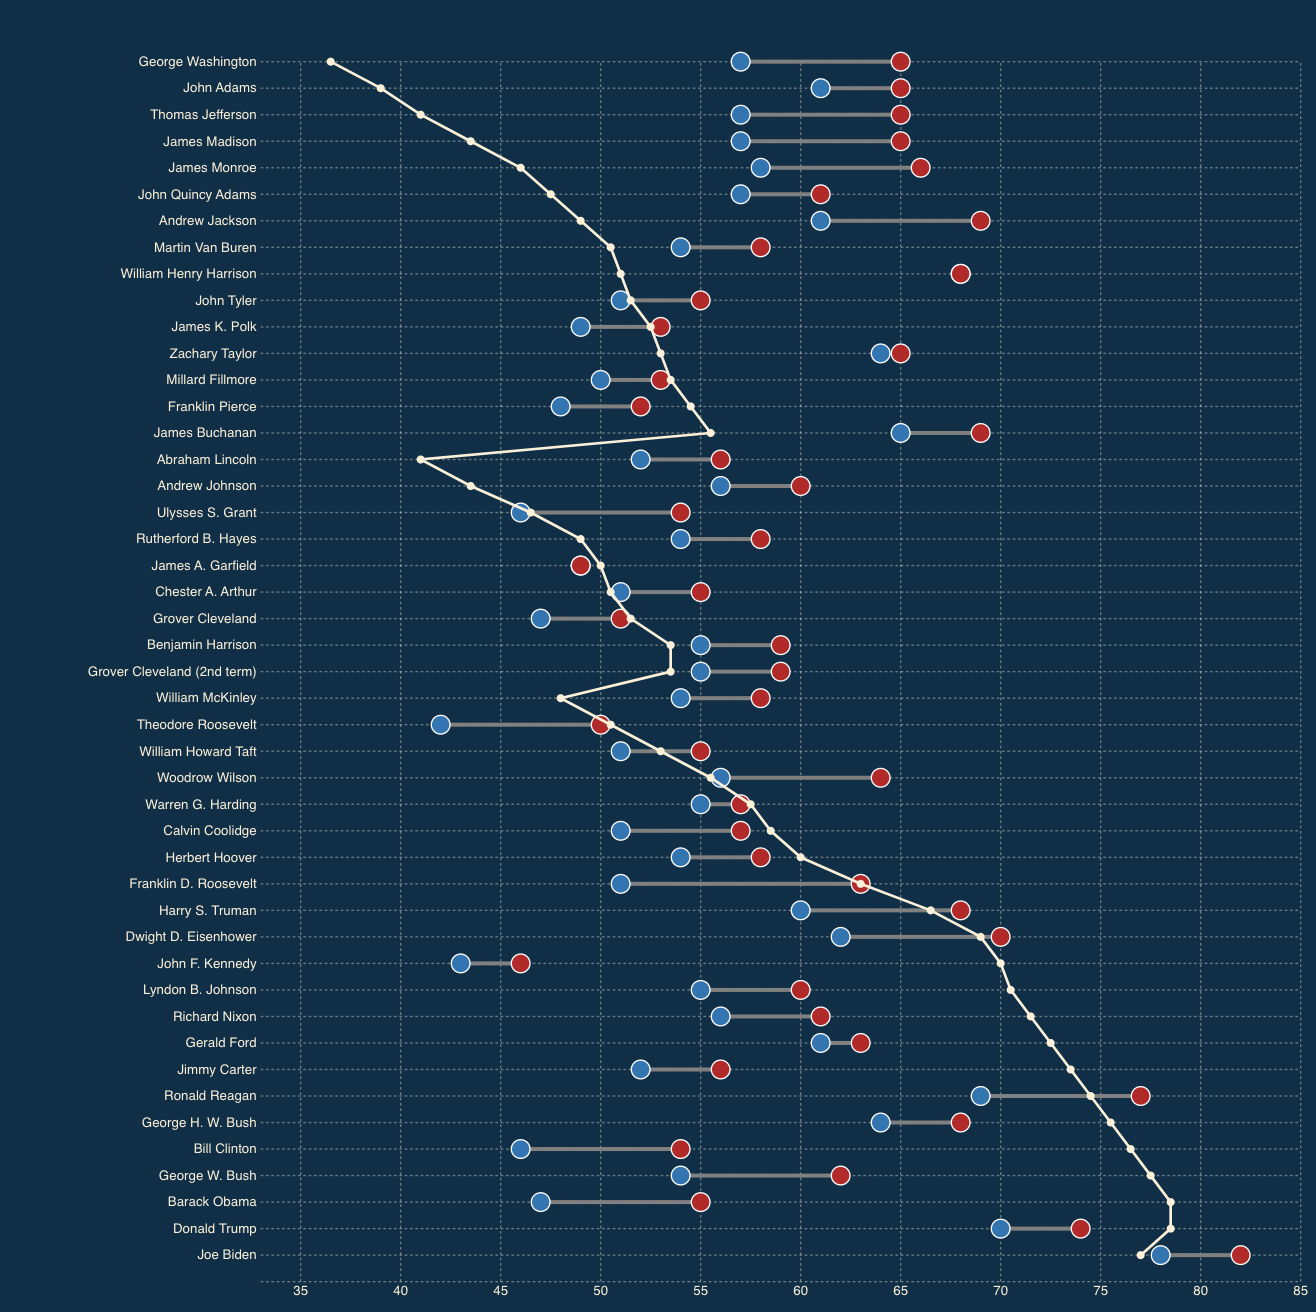 George Washington
John Adams
Thomas Jefferson
James Madison
James Monroe
John Quincy Adams
Andrew Jackson
Martin Van Buren
William Henry Harrison
John Tyler
James K. Polk
Zachary Taylor
Millard Fillmore
Franklin Pierce
James Buchanan
Abraham Lincoln
Andrew Johnson
Ulysses S. Grant
Rutherford B. Hayes
James A. Garfield
Chester A. Arthur
Grover Cleveland
Benjamin Harrison
Grover Cleveland (2nd term)
William McKinley
Theodore Roosevelt
William Howard Taft
Woodrow Wilson
Warren G. Harding
Calvin Coolidge
Herbert Hoover
Franklin D. Roosevelt
Harry S. Truman
Dwight D. Eisenhower
John F. Kennedy
Lyndon B. Johnson
Richard Nixon
Gerald Ford
Jimmy Carter
Ronald Reagan
George H. W. Bush
Bill Clinton
George W. Bush
Barack Obama
Donald Trump
Joe Biden
35 40 45 50 55 60 65 70 75 80 85